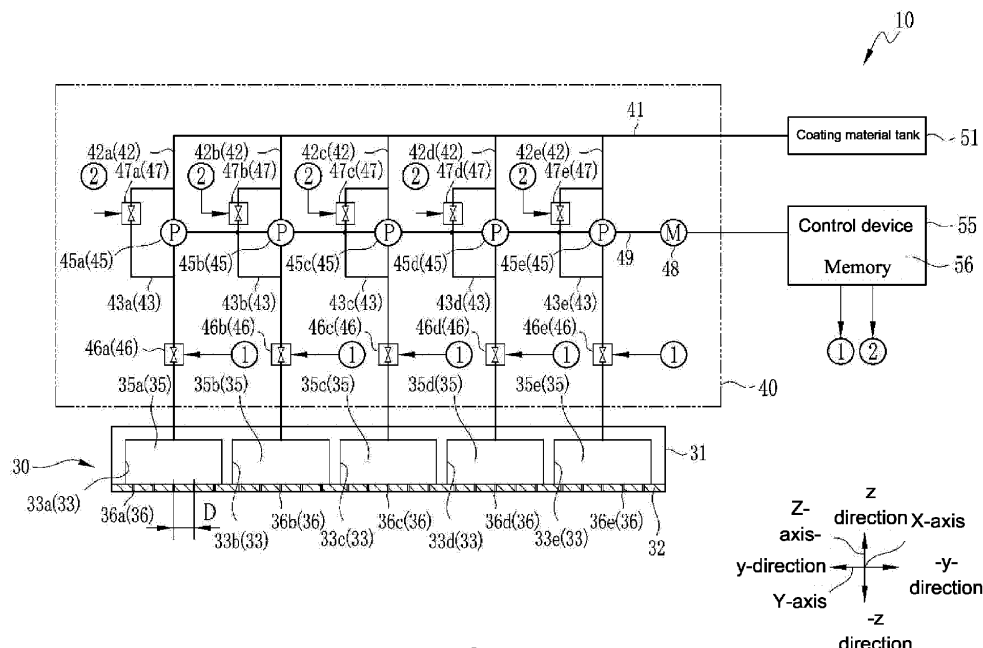 10
41
Coating material tank
51
42a(42) 42b(42) 42c(42) 42d(42) 42e(42)
47a(47) 47b(47) 47c(47) 47d(47) 47e(47)
2 2 2 2 2
P P P P P M
45a(45) 45b(45) 45c(45) 45d(45) 45e(45) 49 48
Control device
55
Memory
56
43a(43) 43b(43) 43c(43) 43d(43) 43e(43)
46a(46) 46b(46) 46c(46) 46d(46) 46e(46)
1 1 1 1 1
1 2
35a(35) 35b(35) 35c(35) 35d(35) 35e(35)
40
30
31
33a(33) 36a(36) D 33b(33) 36b(36) 33c(33) 36c(36) 33d(33) 36d(36) 33e(33) 36e(36) 32
z
direction
Z-
axis-
X-axis
y-direction
-y-
direction
Y-axis
-z
direction